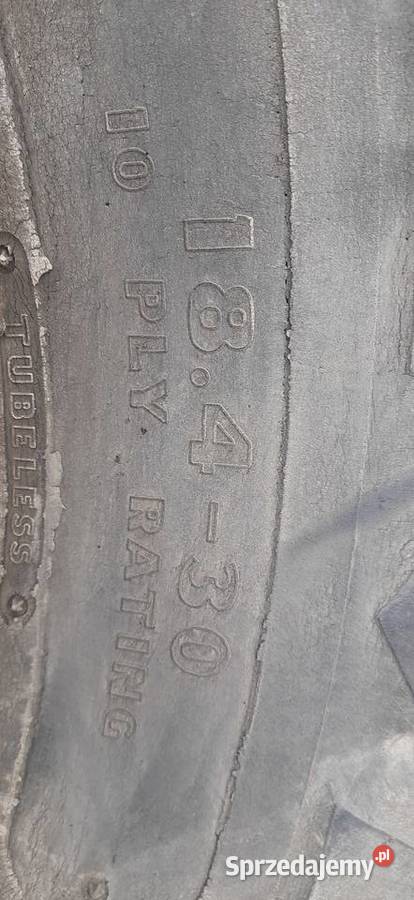 18.4-30
10 PLY RATING
TUBELESS
Sprzedajemy.pl